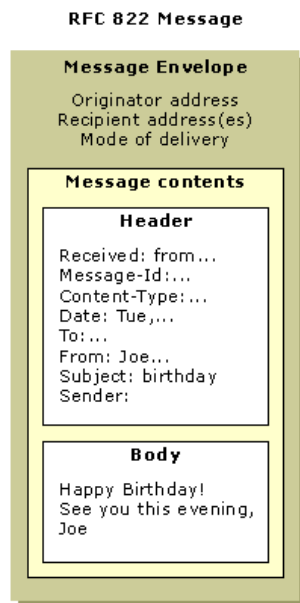 RFC 822 Message
Message Envelope
Originator address
Recipient address(es)
Mode of delivery
Message contents
Header
Received: from...
Message-Id:...
Content-Type:...
Date: Tue,...
To:...
From: Joe...
Subject: birthday
Sender:
Body
Happy Birthday!
See you this evening,
Joe